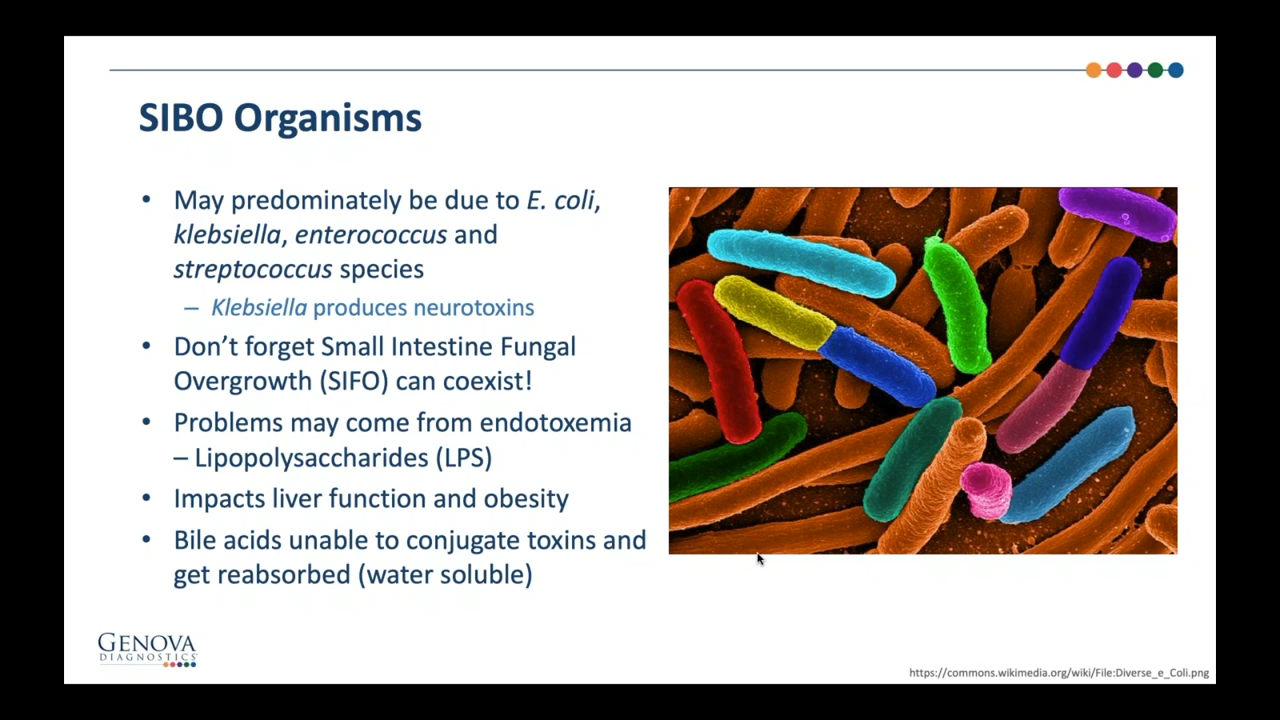 SIBO Organisms
• May predominately be due to E. coli,
klebsiella, enterococcus and
streptococcus species
– Klebsiella produces neurotoxins
• Don’t forget Small Intestine Fungal
Overgrowth (SIFO) can coexist!
• Problems may come from endotoxemia
– Lipopolysaccharides (LPS)
• Impacts liver function and obesity
• Bile acids unable to conjugate toxins and
get reabsorbed (water soluble)
GENOVA
DIAGNOSTICS
https://commons.wikimedia.org/wiki/File:Diverse_e_Coli.png